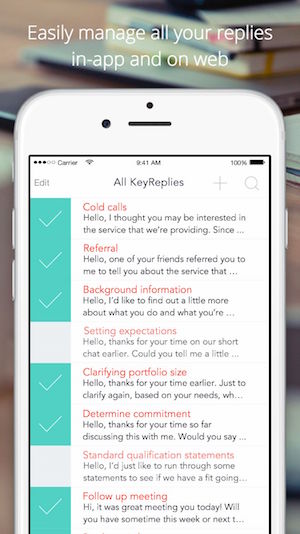 Easily manage all your replies
in-app and on web
Carrier 9:41 AM 100%
Edit All KeyReplies
Cold calls
Hello, I thought you may be interested in
the service that we're providing. Since ...
Referral
Hello, one of your friends referred you to
me to tell you about the service that ...
Background information
Hello, I'd like to find out a little more
about what you do and what you're ...
Setting expectations
Hello, thanks for your time on our short
chat earlier. Could you tell me a little ...
Clarifying portfolio size
Hello, thanks for your time earlier. Just to
clarify again, based on your needs, wh...
Determine commitment
Hello, thanks for your time so far
discussing this with me. Would you say ...
Standard qualification statements
Hello, I'd just like to run through some
statements to see if we have a fit going...
Follow up meeting
Hi, it was great meeting you today! Will
you have sometime this week or next t...